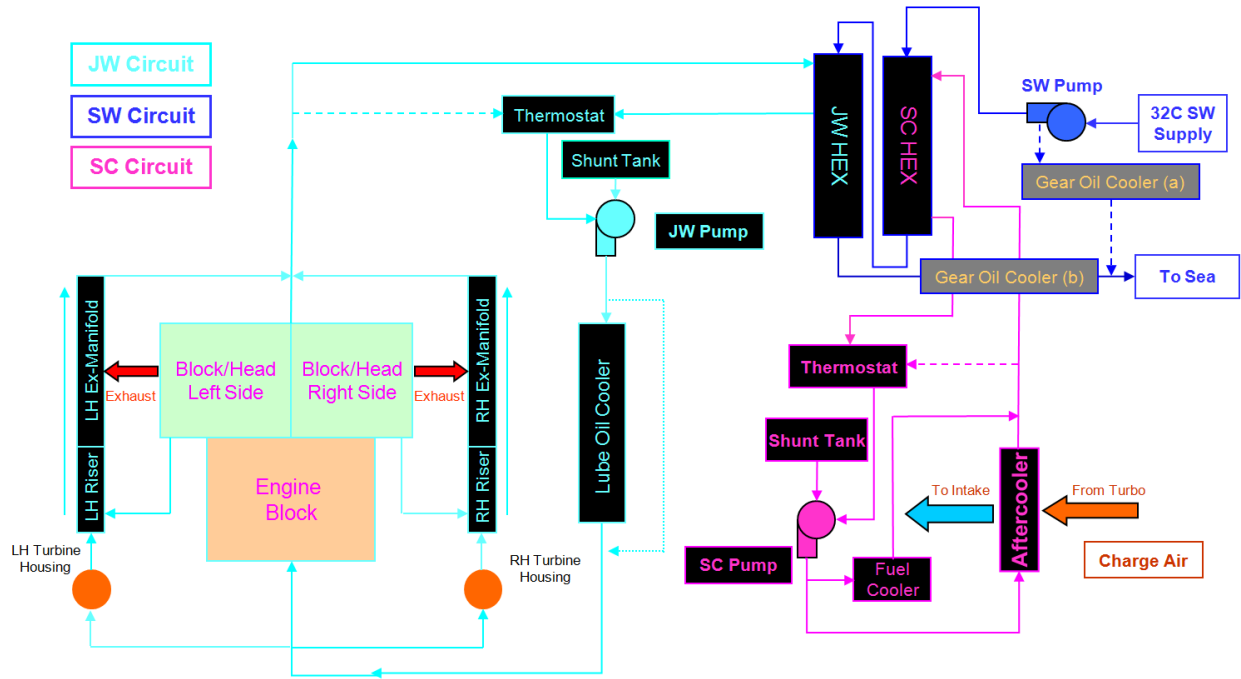 JW Circuit
SW Circuit
SC Circuit
Thermostat
Shunt Tank
JW Pump
JW HEX
SC HEX
SW Pump
32C SW
Supply
Gear Oil Cooler (a)
Gear Oil Cooler (b)
To Sea
LH Ex-Manifold
LH Riser
Exhaust
Block/Head
Left Side
Block/Head
Right Side
Exhaust
RH Ex-Manifold
RH Riser
Engine
Block
LH Turbine
Housing
RH Turbine
Housing
Lube Oil Cooler
Thermostat
Shunt Tank
SC Pump
Fuel
Cooler
To Intake
Aftercooler
From Turbo
Charge Air